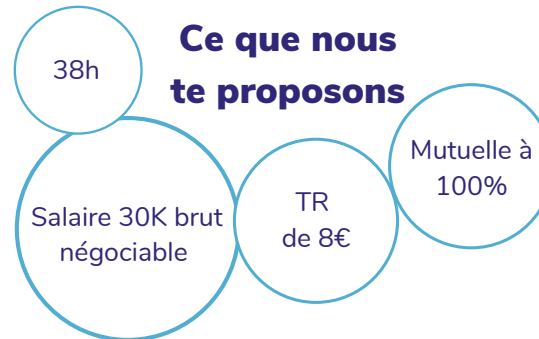 Ce que nous
te proposons
38h
Salaire 30K brut
négociable
TR
de 8€
Mutuelle à
100%